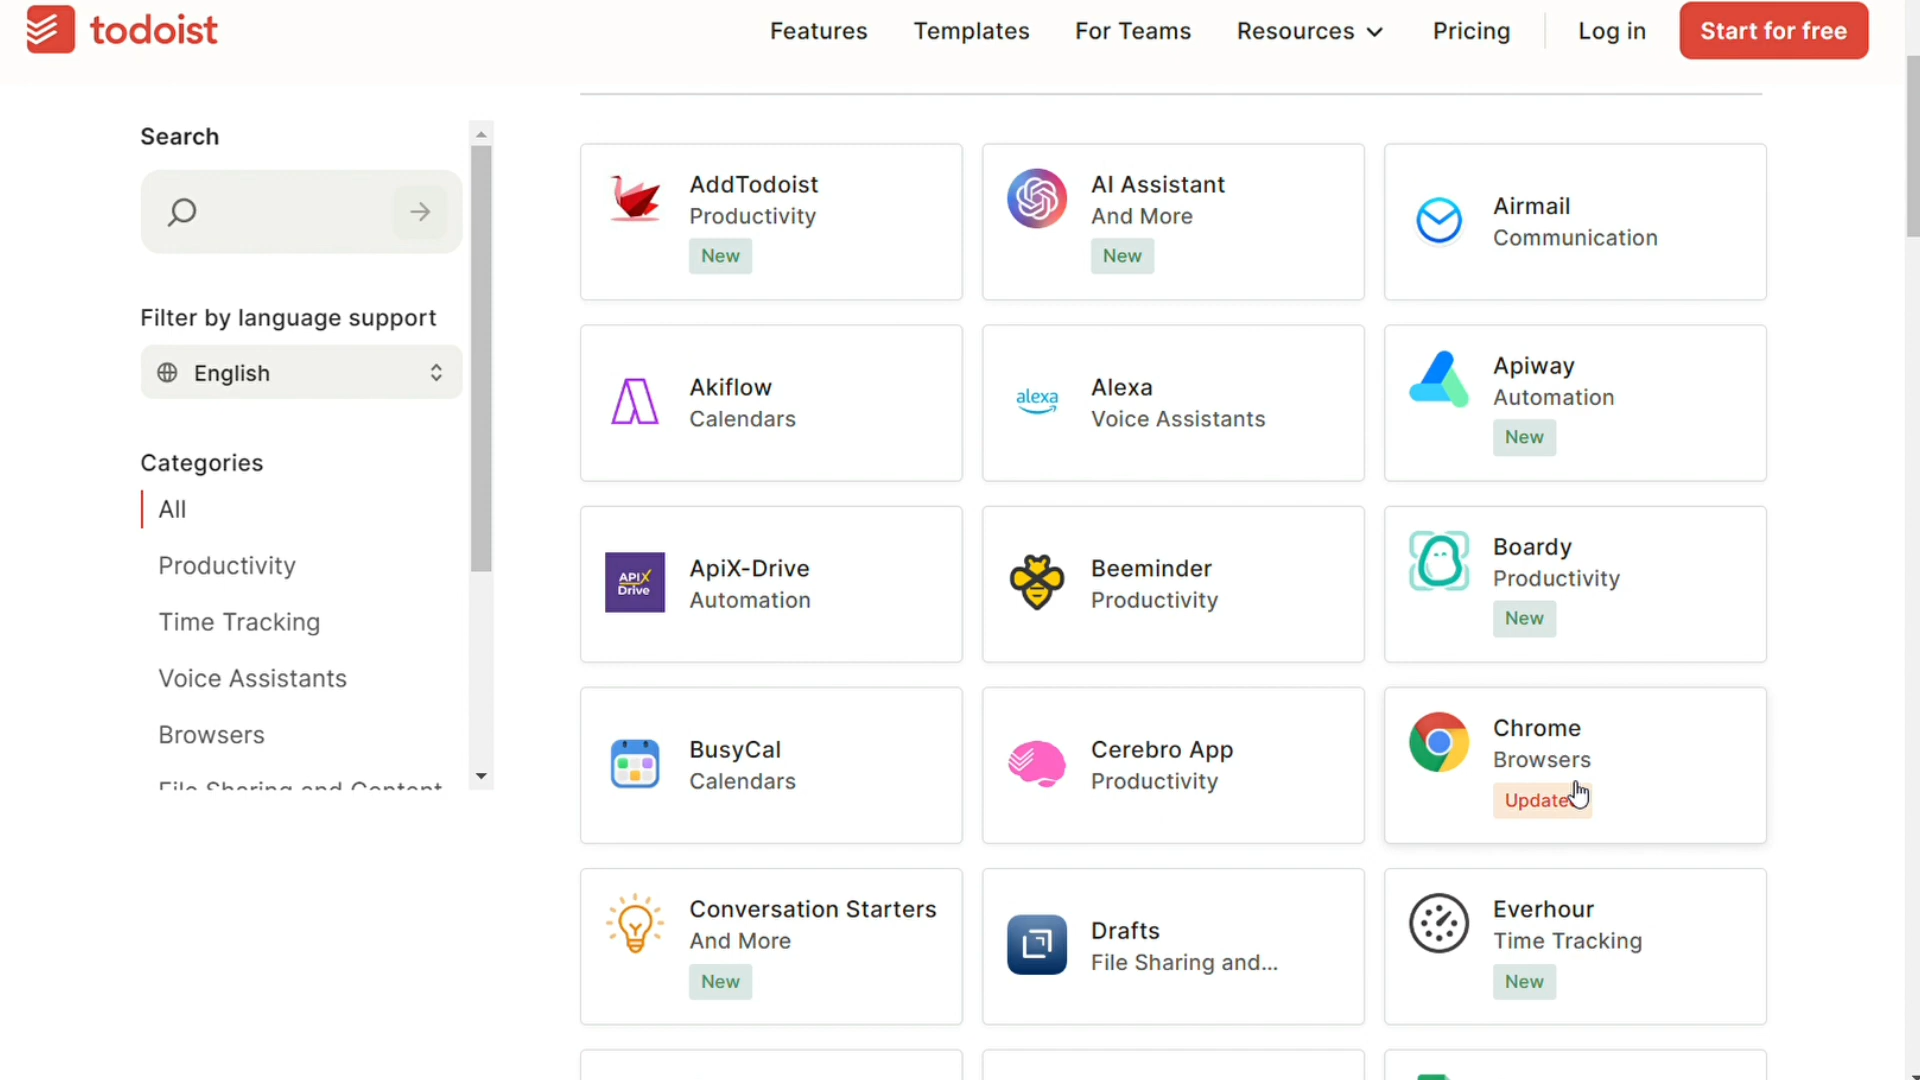 todoist
Features
Templates
For Teams
Resources
Pricing
Log in
Start for free
Search
Filter by language support
English
Categories
All
Productivity
Time Tracking
Voice Assistants
Browsers
File Sharing and Content
AddTodoist
Productivity
New
AI Assistant
And More
New
Airmail
Communication
Akiflow
Calendars
alexa
Alexa
Voice Assistants
Apiway
Automation
New
APIX
Drive
ApiX-Drive
Automation
Beeminder
Productivity
Boardy
Productivity
New
BusyCal
Calendars
Cerebro App
Productivity
Chrome
Browsers
Update
Conversation Starters
And More
New
Drafts
File Sharing and...
Everhour
Time Tracking
New